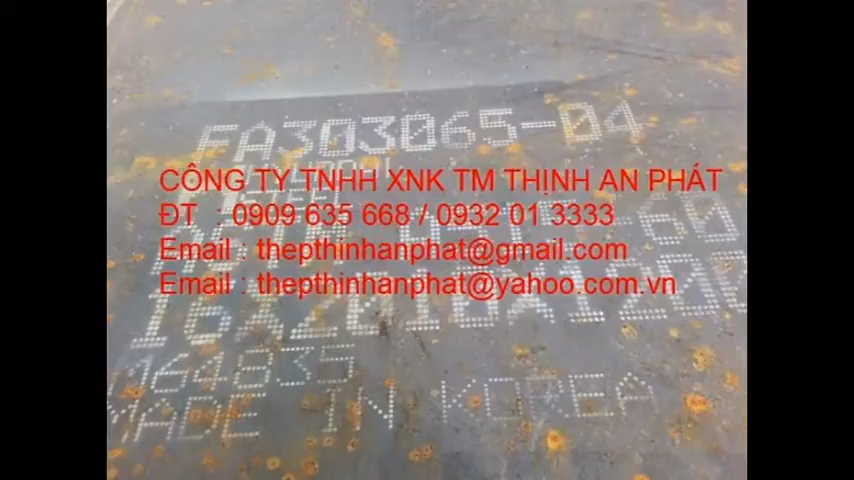 FA303065-04
CÔNG TY TNHH XNK TM THỊNH AN PHÁT
ĐT : 0909 635 668 / 0932 01 3333
Email : thepthinhanphat@gmail.com
Email : thepthinhanphat@yahoo.com.vn
M64835
MADE IN KOREA